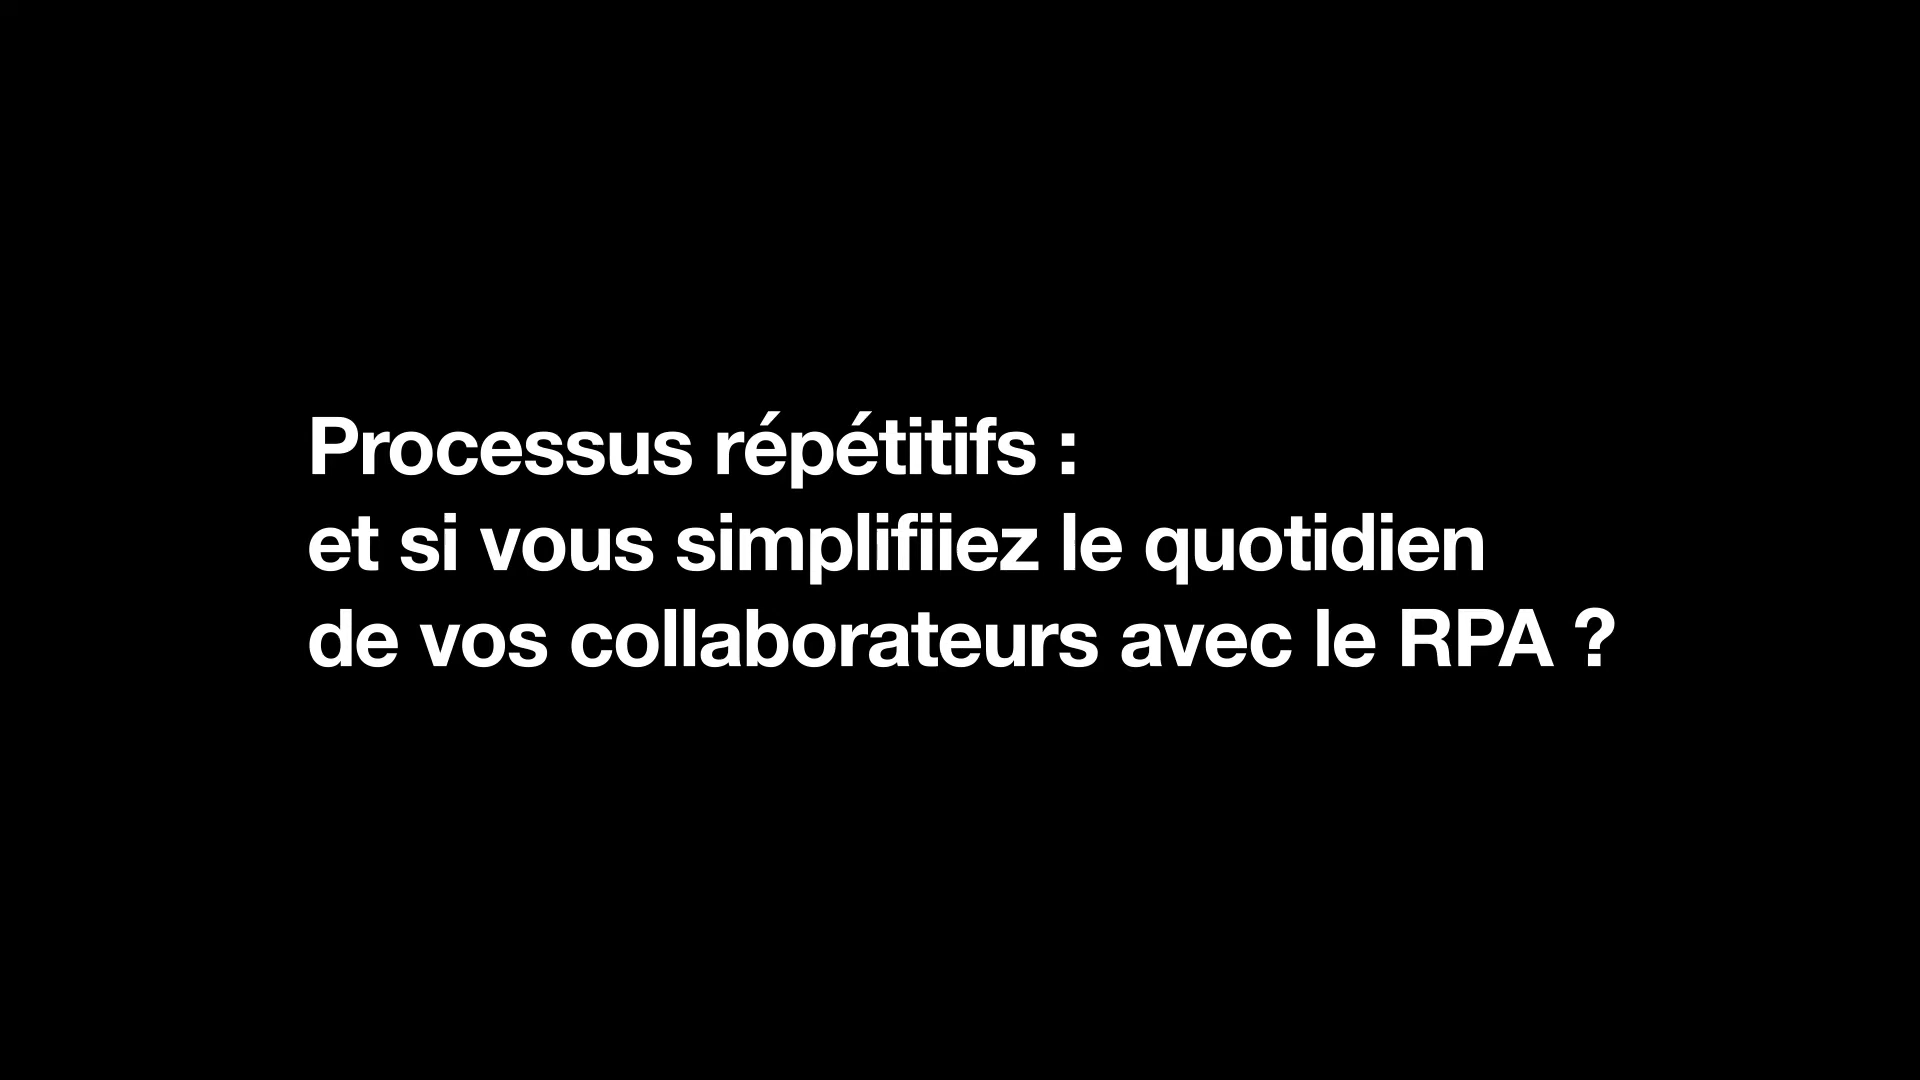 Processus répétitifs :
et si vous simplifiiez le quotidien
de vos collaborateurs avec le RPA ?